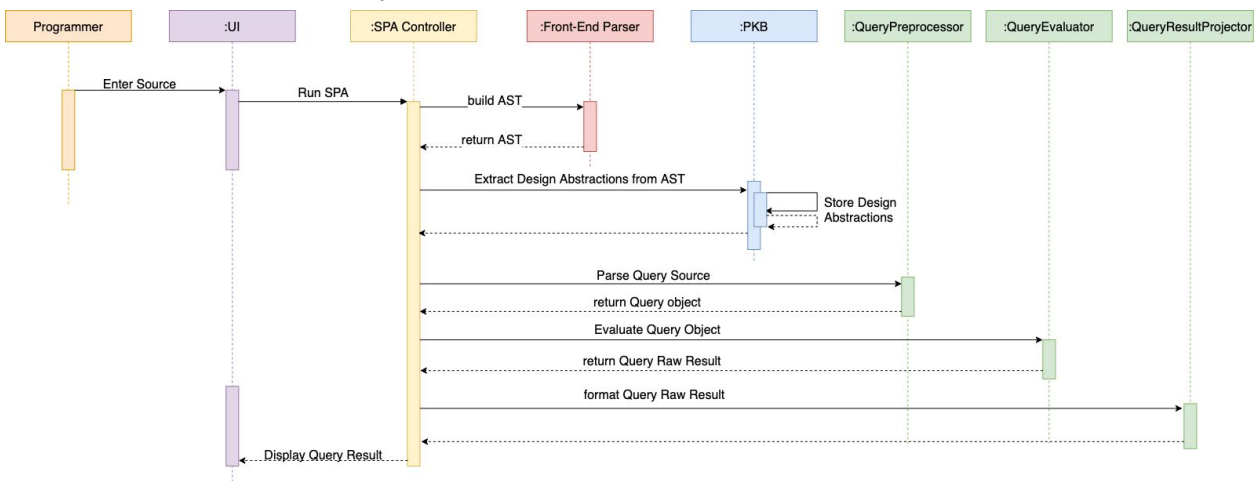 Programmer
:UI
:SPA Controller
:Front-End Parser
:PKB
:QueryPreprocessor
:QueryEvaluator
:QueryResultProjector
Enter Source
Run SPA
build AST
return AST
Extract Design Abstractions from AST
Store Design
Abstractions
Parse Query Source
return Query object
Evaluate Query Object
return Query Raw Result
format Query Raw Result
Display Query Result